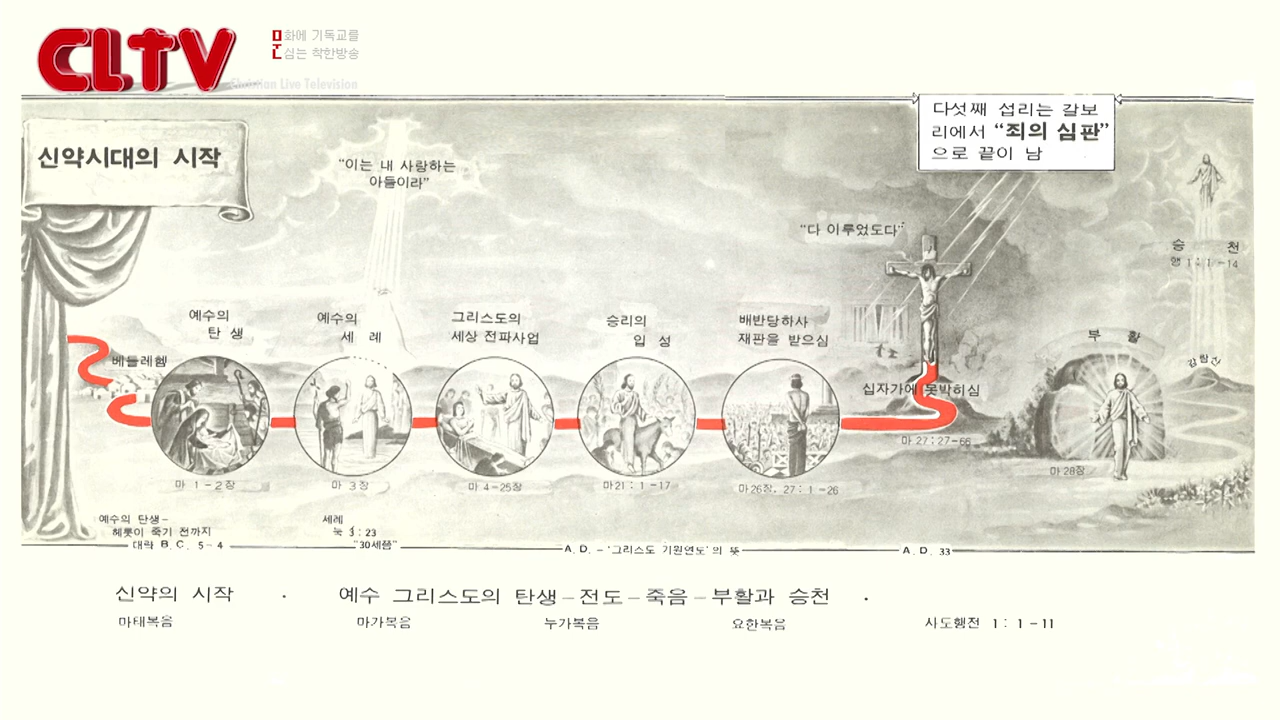 CLTV
문화에 기독교를
심는 착한방송
Christian Live Television
신약시대의 시작
"이는 내 사랑하는
아들이라"
다섯째 섭리는 갈보
리에서 "죄의 심판"
으로 끝이 남
"다 이루었도다"
승 천
행 1 : 1 -14
예수의
탄 생
예수의
세 례
그리스도의
세상 전파사업
승리의
입 성
배반당하사
재판을 받으심
부 활
감람산
베들레헴
십자가에 못박히심
마 27:27-66
마 28장
마 1-2장
마 3장
마 4-25장
마21 : 1 -17
마26장, 27 : 1 -26
예수의 탄생-
헤롯이 죽기 전까지
대략 B.C. 5-4
세례
눅 3:23
"30세쯤"
A.D. - '그리스도 기원연도'의 뜻
A.D. 33
신약의 시작 . 예수 그리스도의 탄생-전도-죽음-부활과 승천 .
마태복음 마가복음 누가복음 요한복음 사도행전 1 : 1 -11